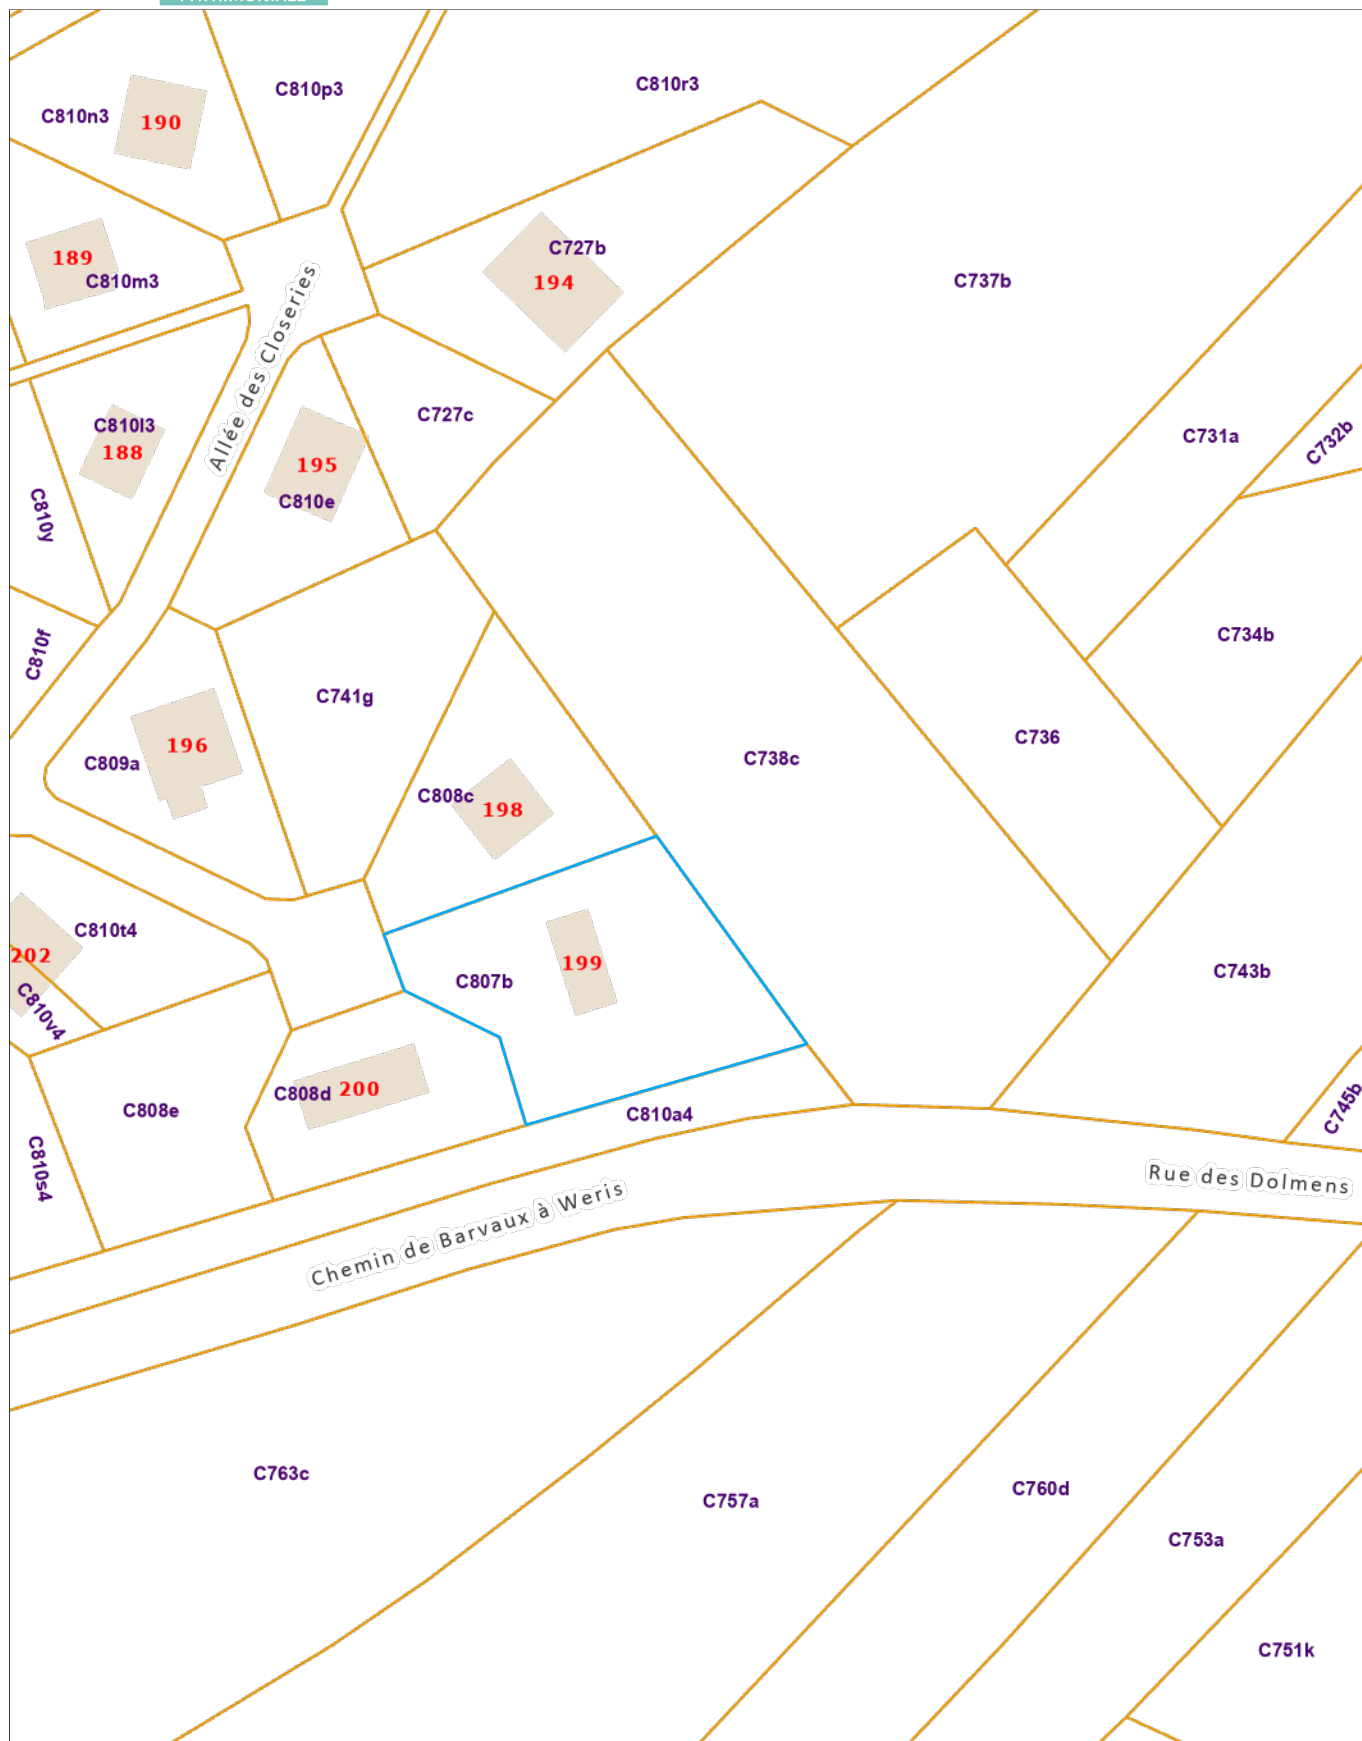 C810p3
C810r3
C810n3
190
C727b
189
C810m3
194
C737b
Allée des Closeries
C727c
C810l3
188
C731a
C732b
195
C810e
C810y
C734b
C810f
C741g
C736
196
C809a
C738c
C808c
198
C810t4
202
199
C807b
C743b
C810v4
C808d
200
C808e
C810a4
C745b
C810s4
Rue des Dolmens
Chemin de Barvaux à Weris
C763c
C757a
C760d
C753a
C751k